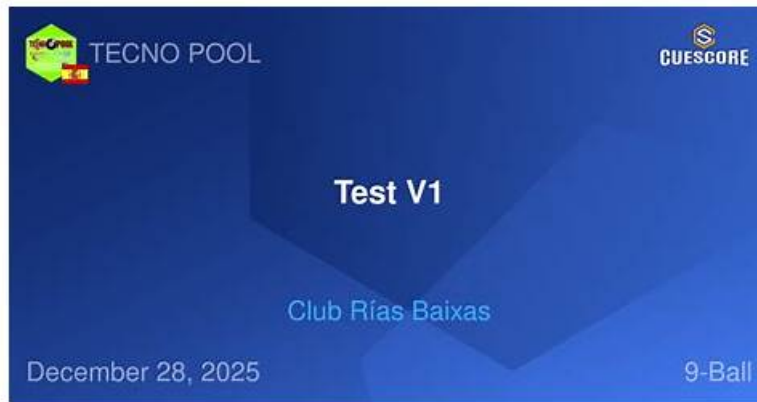 TECNO POOL
CUESCORE
Test V1
Club Rías Baixas
December 28, 2025
9-Ball